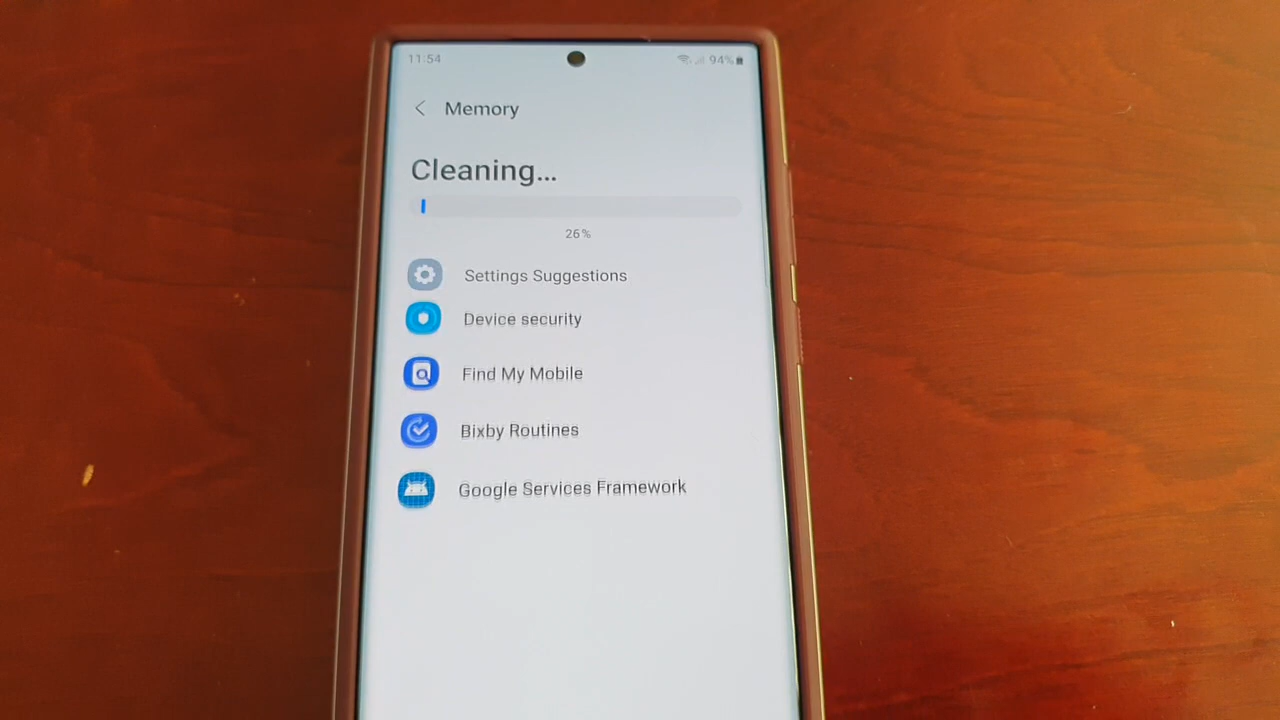 11:54 94%
Memory
Cleaning...
26%
Settings Suggestions
Device security
Find My Mobile
Bixby Routines
Google Services Framework